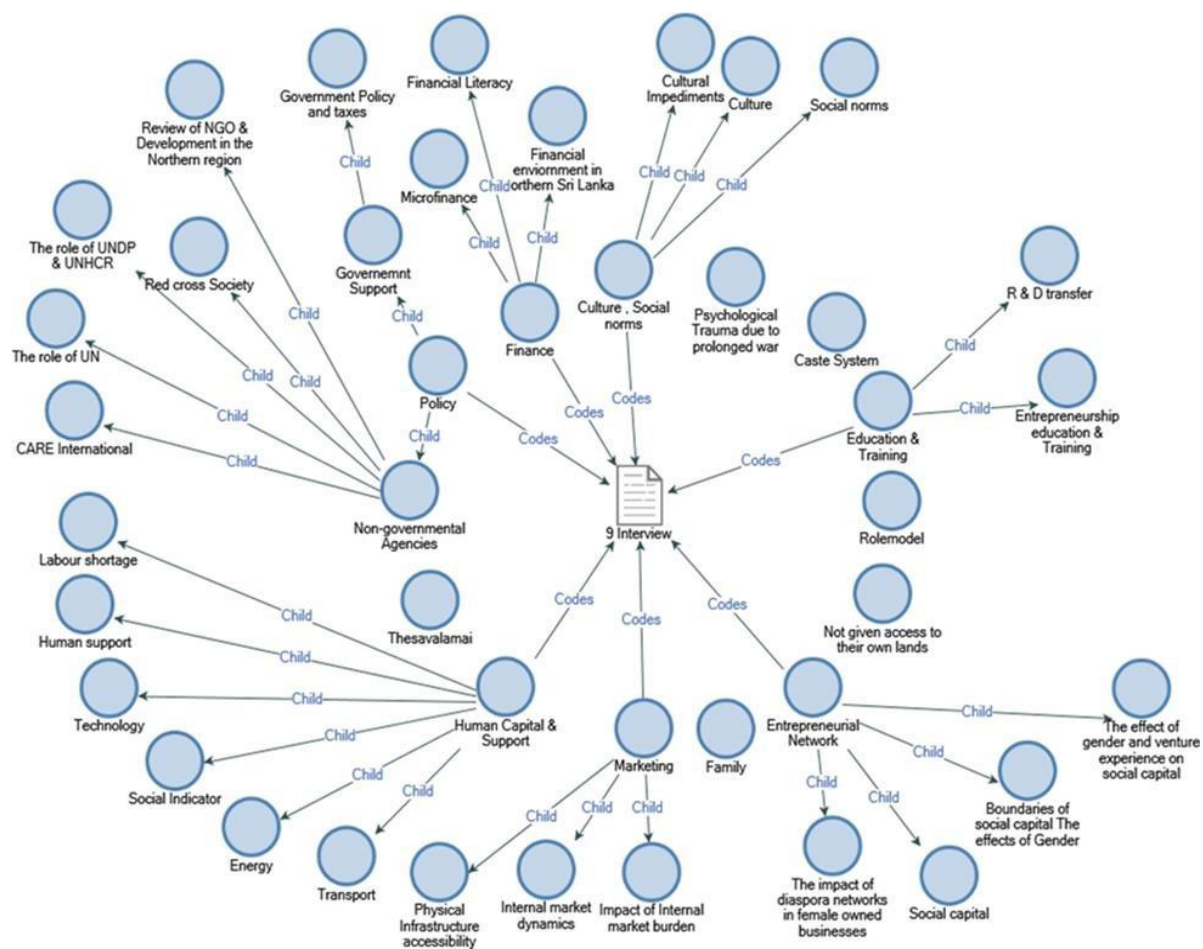 Financial Literacy
Cultural
Impediments
Culture
Social norms
Government Policy
and taxes
Review of NGO &
Development in the
Northern region
Child
Financial
enviornment in
orthern Sri Lanka
Child
Child
Child
Microfinance
Child
Child
Child
Child
The role of UNDP
& UNHCR
Red cross Society
Governemnt
Support
R & D transfer
Culture , Social
norms
Psychological
Trauma due to
prolonged war
Child
Child
Finance
Child
The role of UN
Caste System
Child
Child
Policy
Codes
Codes
Child
Child
Entrepreneurship
education &
Training
Child
Codes
Education &
Training
CARE International
Child
Codes
Non-governmental
Agencies
9 Interview
Rolemodel
Labour shortage
Codes
Codes
Codes
Child
Thesavalamai
Not given access to
their own lands
Human support
Child
Technology
Child
Human Capital &
Support
Entrepreneurial
Network
Child
The effect of
gender and venture
experience on
social capital
Child
Marketing
Family
Child
Social Indicator
Child
Child
Child
Child
Child
Child
Child
Boundaries of
social capital The
effects of Gender
Energy
Transport
Physical
Infrastructure
accessibility
Internal market
dynamics
Impact of Internal
market burden
The impact of
diaspora networks
in female owned
businesses
Social capital